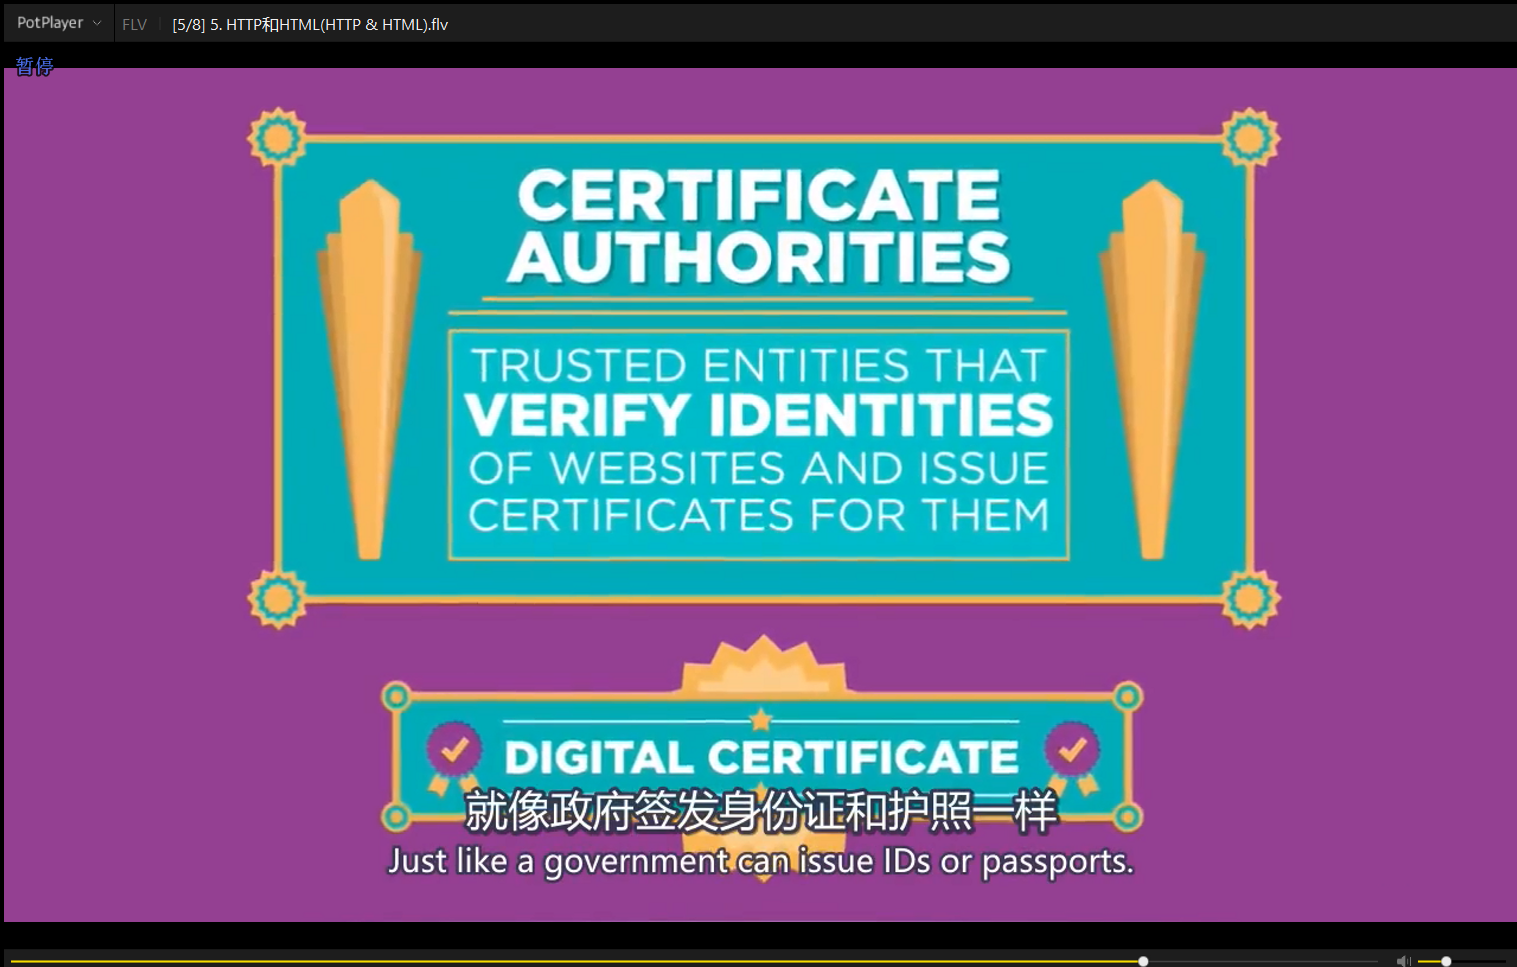 PotPlayer FLV [5/8] 5. HTTP和HTML(HTTP & HTML).flv
暂停
CERTIFICATE
AUTHORITIES
TRUSTED ENTITIES THAT
VERIFY IDENTITIES
OF WEBSITES AND ISSUE
CERTIFICATES FOR THEM
DIGITAL CERTIFICATE
就像政府签发身份证和护照一样
Just like a government can issue IDs or passports.